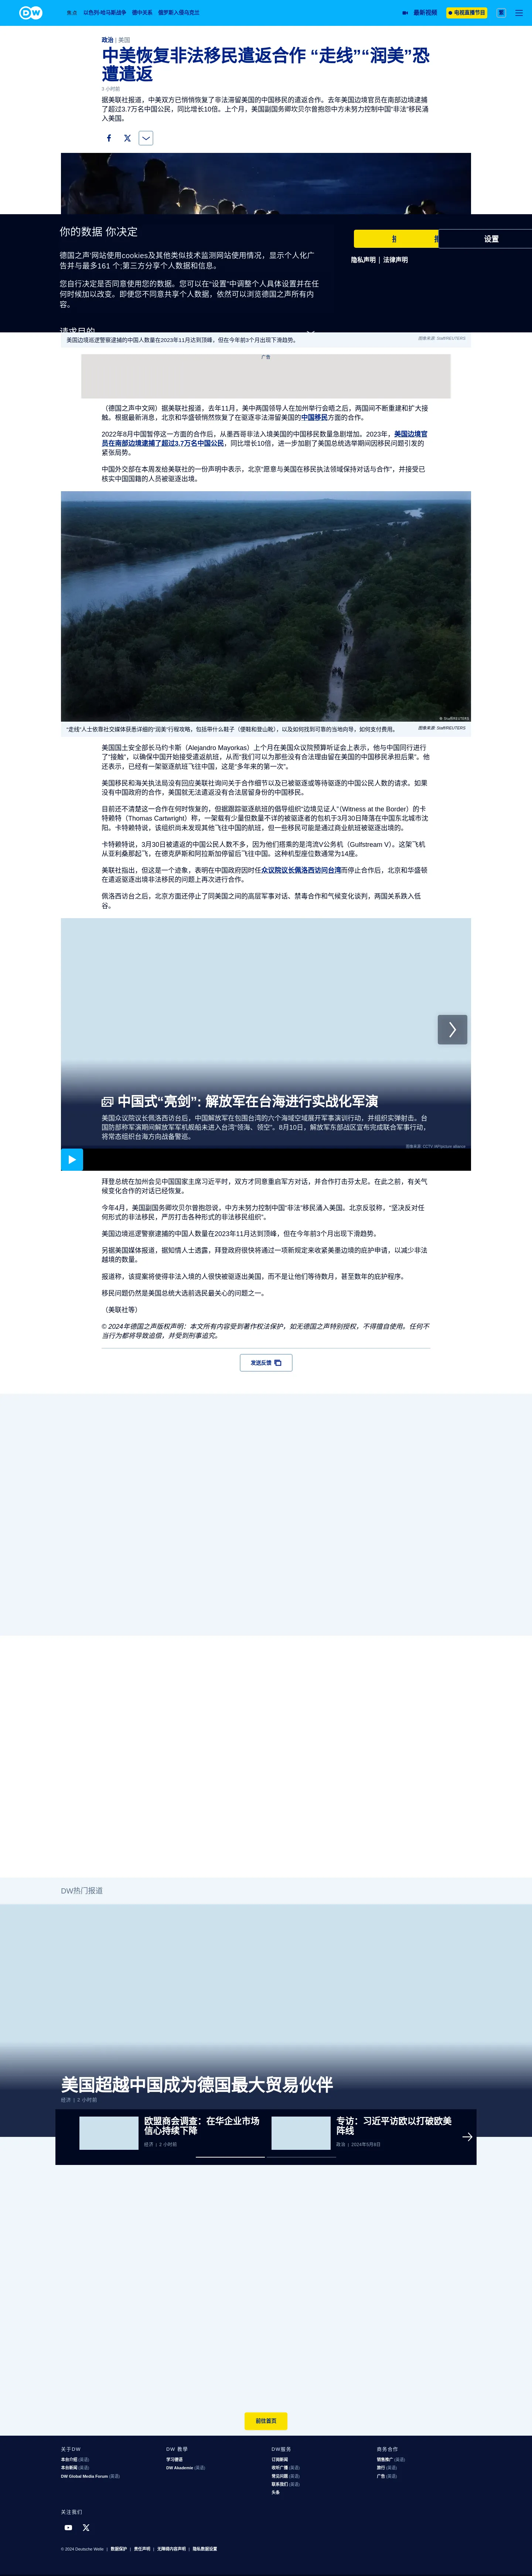 DW
焦点
以色列-哈马斯战争
德中关系
俄罗斯入侵乌克兰
最新视频
电视直播节目
繁
政治 | 美国
中美恢复非法移民遣返合作 “走线”“润美”恐
遭遣返
3 小时前
据美联社报道，中美双方已悄悄恢复了非法滞留美国的中国移民的遣返合作。去年美国边境官员在南部边境逮捕
了超过3.7万名中国公民，同比增长10倍。上个月，美国副国务卿坎贝尔曾抱怨中方未努力控制中国“非法”移民涌
入美国。
你的数据 你决定
德国之声'网站使用cookies及其他类似技术监测网站使用情况，显示个人化广
告并与最多161 个;第三方分享个人数据和信息。
您自行决定是否同意使用您的数据。您可以在“设置”中调整个人具体设置并在任
何时候加以改变。即便您不同意共享个人数据，依然可以浏览德国之声所有内
容。
请求目的
设置
隐私声明 | 法律声明
美国边境巡逻警察逮捕的中国人数量在2023年11月达到顶峰，但在今年前3个月出现下滑趋势。
图像来源: Staff/REUTERS
广告
（德国之声中文网）据美联社报道，去年11月，美中两国领导人在加州举行会晤之后，两国间不断重建和扩大接
触。根据最新消息，北京和华盛顿悄然恢复了在驱逐非法滞留美国的中国移民方面的合作。
2022年8月中国暂停这一方面的合作后，从墨西哥非法入境美国的中国移民数量急剧增加。2023年，美国边境官
员在南部边境逮捕了超过3.7万名中国公民，同比增长10倍，进一步加剧了美国总统选举期间因移民问题引发的
紧张局势。
中国外交部在本周发给美联社的一份声明中表示，北京“愿意与美国在移民执法领域保持对话与合作”，并接受已
核实中国国籍的人员被驱逐出境。
© Staff/REUTERS
“走线”人士依靠社交媒体获悉详细的“润美”行程攻略，包括带什么鞋子（便鞋和登山靴），以及如何找到可靠的当地向导，如何支付费用。
图像来源: Staff/REUTERS
美国国土安全部长马约卡斯（Alejandro Mayorkas）上个月在美国众议院预算听证会上表示，他与中国同行进行
了“接触”，以确保中国开始接受遣返航班，从而“我们可以为那些没有合法理由留在美国的中国移民承担后果”。他
还表示，已经有一架驱逐航班飞往中国，这是“多年来的第一次”。
美国移民和海关执法局没有回应美联社询问关于合作细节以及已被驱逐或等待驱逐的中国公民人数的请求。如果
没有中国政府的合作，美国就无法遣返没有合法居留身份的中国移民。
目前还不清楚这一合作在何时恢复的，但据跟踪驱逐航班的倡导组织“边境见证人”（Witness at the Border）的卡
特赖特（Thomas Cartwright）称，一架载有少量但数量不详的被驱逐者的包机于3月30日降落在中国东北城市沈
阳。卡特赖特说，该组织尚未发现其他飞往中国的航班，但一些移民可能是通过商业航班被驱逐出境的。
卡特赖特说，3月30日被遣返的中国公民人数不多，因为他们搭乘的是湾流V公务机（Gulfstream V）。这架飞机
从亚利桑那起飞，在德克萨斯和阿拉斯加停留后飞往中国。这种机型座位数通常为14座。
美联社指出，但这是一个迹象，表明在中国政府因时任众议院议长佩洛西访问台湾而停止合作后，北京和华盛顿
在遣返驱逐出境非法移民的问题上再次进行合作。
佩洛西访台之后，北京方面还停止了同美国之间的高层军事对话、禁毒合作和气候变化谈判，两国关系跌入低
谷。
中国式“亮剑”: 解放军在台海进行实战化军演
美国众议院议长佩洛西访台后，中国解放军在包围台湾的六个海域空域展开军事演训行动，并组织实弹射击。台
国防部称军演期间解放军军机舰船未进入台湾“领海、领空”。8月10日，解放军东部战区宣布完成联合军事行动，
将常态组织台海方向战备警巡。
图像来源: CCTV /AP/picture alliance
拜登总统在加州会见中国国家主席习近平时，双方才同意重启军方对话，并合作打击芬太尼。在此之前，有关气
候变化合作的对话已经恢复。
今年4月，美国副国务卿坎贝尔曾抱怨说，中方未努力控制中国“非法”移民涌入美国。北京反驳称，“坚决反对任
何形式的非法移民，严厉打击各种形式的非法移民组织”。
美国边境巡逻警察逮捕的中国人数量在2023年11月达到顶峰，但在今年前3个月出现下滑趋势。
另据美国媒体报道，据知情人士透露，拜登政府很快将通过一项新规定来收紧美墨边境的庇护申请，以减少非法
越境的数量。
报道称，该提案将使得非法入境的人很快被驱逐出美国，而不是让他们等待数月，甚至数年的庇护程序。
移民问题仍然是美国总统大选前选民最关心的问题之一。
（美联社等）
© 2024年德国之声版权声明：本文所有内容受到著作权法保护，如无德国之声特别授权，不得擅自使用。任何不
当行为都将导致追偿，并受到刑事追究。
发送反馈
DW热门报道
美国超越中国成为德国最大贸易伙伴
经济 | 2 小时前
欧盟商会调查：在华企业市场
信心持续下降
经济 | 2 小时前
专访：习近平访欧以打破欧美
阵线
政治 | 2024年5月8日
前往首页
关于DW
本台介绍 (英语)
本台新闻 (英语)
DW Global Media Forum (英语)
DW 教學
学习德语
DW Akademie (英语)
DW服务
订阅新闻
收听广播 (英语)
常见问题 (英语)
联系我们 (英语)
头条
商务合作
销售推广 (英语)
旅行 (英语)
广告 (英语)
关注我们
© 2024 Deutsche Welle | 数据保护 | 责任声明 | 无障碍内容声明 | 隐私数据设置